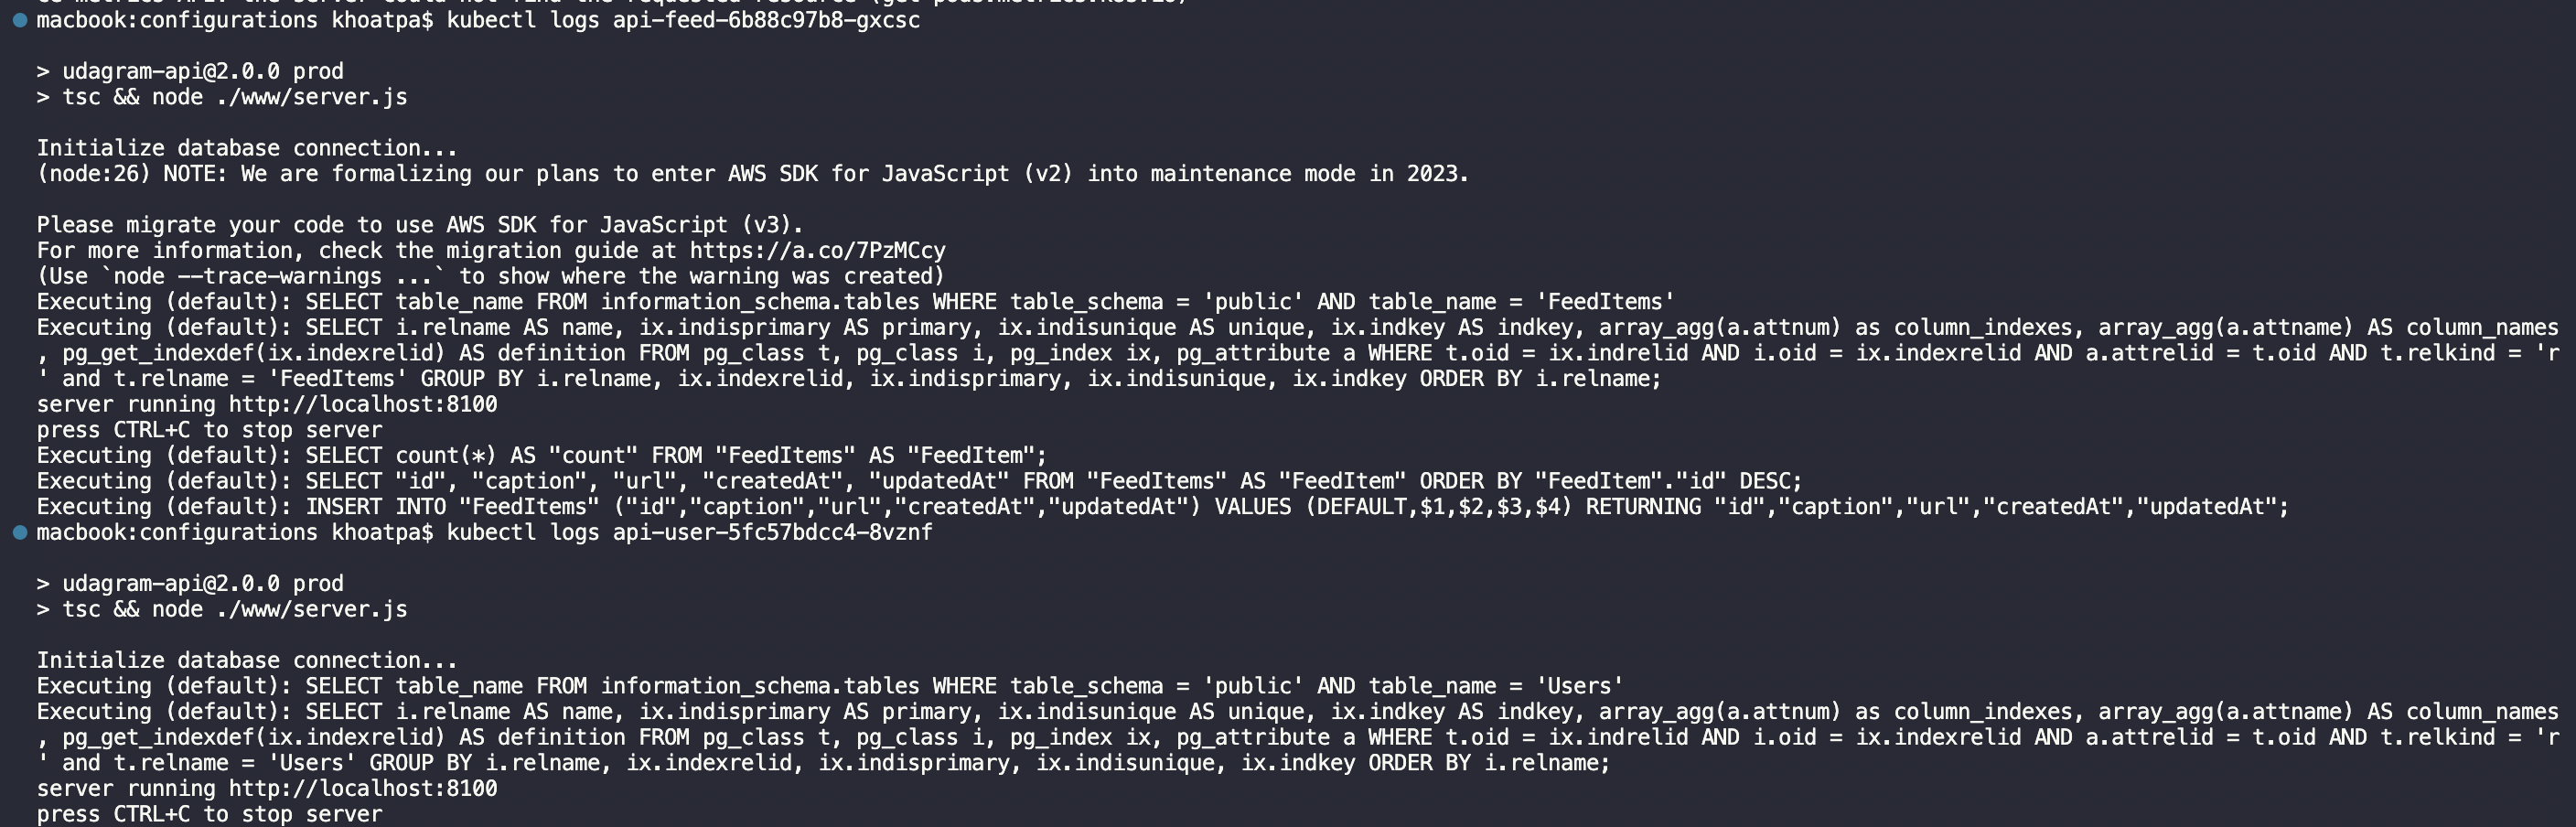 macbook:configurations khoatpa$ kubectl logs api-feed-6b88c97b8-gxcsc
> udagram-api@2.0.0 prod
> tsc && node ./www/server.js
Initialize database connection...
(node:26) NOTE: We are formalizing our plans to enter AWS SDK for JavaScript (v2) into maintenance mode in 2023.
Please migrate your code to use AWS SDK for JavaScript (v3).
For more information, check the migration guide at https://a.co/7PzMCcy
(Use `node --trace-warnings ...` to show where the warning was created)
Executing (default): SELECT table_name FROM information_schema.tables WHERE table_schema = 'public' AND table_name = 'FeedItems'
Executing (default): SELECT i.relname AS name, ix.indisprimary AS primary, ix.indisunique AS unique, ix.indkey AS indkey, array_agg(a.attnum) as column_indexes, array_agg(a.attname) AS column_names
, pg_get_indexdef(ix.indexrelid) AS definition FROM pg_class t, pg_class i, pg_index ix, pg_attribute a WHERE t.oid = ix.indrelid AND i.oid = ix.indexrelid AND a.attrelid = t.oid AND t.relkind = 'r
' and t.relname = 'FeedItems' GROUP BY i.relname, ix.indexrelid, ix.indisprimary, ix.indisunique, ix.indkey ORDER BY i.relname;
server running http://localhost:8100
press CTRL+C to stop server
Executing (default): SELECT count(*) AS "count" FROM "FeedItems" AS "FeedItem";
Executing (default): SELECT "id", "caption", "url", "createdAt", "updatedAt" FROM "FeedItems" AS "FeedItem" ORDER BY "FeedItem"."id" DESC;
Executing (default): INSERT INTO "FeedItems" ("id","caption","url","createdAt","updatedAt") VALUES (DEFAULT,$1,$2,$3,$4) RETURNING "id","caption","url","createdAt","updatedAt";
macbook:configurations khoatpa$ kubectl logs api-user-5fc57bdcc4-8vznf
> udagram-api@2.0.0 prod
> tsc && node ./www/server.js
Initialize database connection...
Executing (default): SELECT table_name FROM information_schema.tables WHERE table_schema = 'public' AND table_name = 'Users'
Executing (default): SELECT i.relname AS name, ix.indisprimary AS primary, ix.indisunique AS unique, ix.indkey AS indkey, array_agg(a.attnum) as column_indexes, array_agg(a.attname) AS column_names
, pg_get_indexdef(ix.indexrelid) AS definition FROM pg_class t, pg_class i, pg_index ix, pg_attribute a WHERE t.oid = ix.indrelid AND i.oid = ix.indexrelid AND a.attrelid = t.oid AND t.relkind = 'r
' and t.relname = 'Users' GROUP BY i.relname, ix.indexrelid, ix.indisprimary, ix.indisunique, ix.indkey ORDER BY i.relname;
server running http://localhost:8100
press CTRL+C to stop server